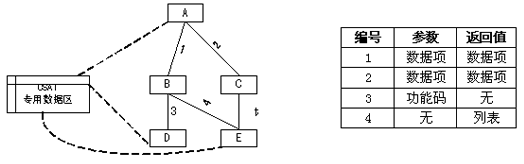 A
1
2
B
C
CSAT
专用数据区
3
4
t
D
E
编号 参数 返回值
1 数据项 数据项
2 数据项 数据项
3 功能码 无
4 无 列表